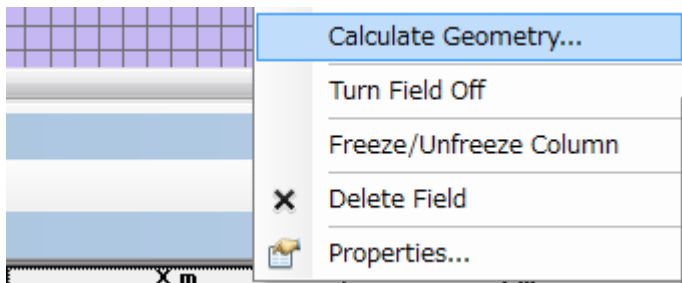 Calculate Geometry...
Turn Field Off
Freeze/Unfreeze Column
Delete Field
Properties...
X m